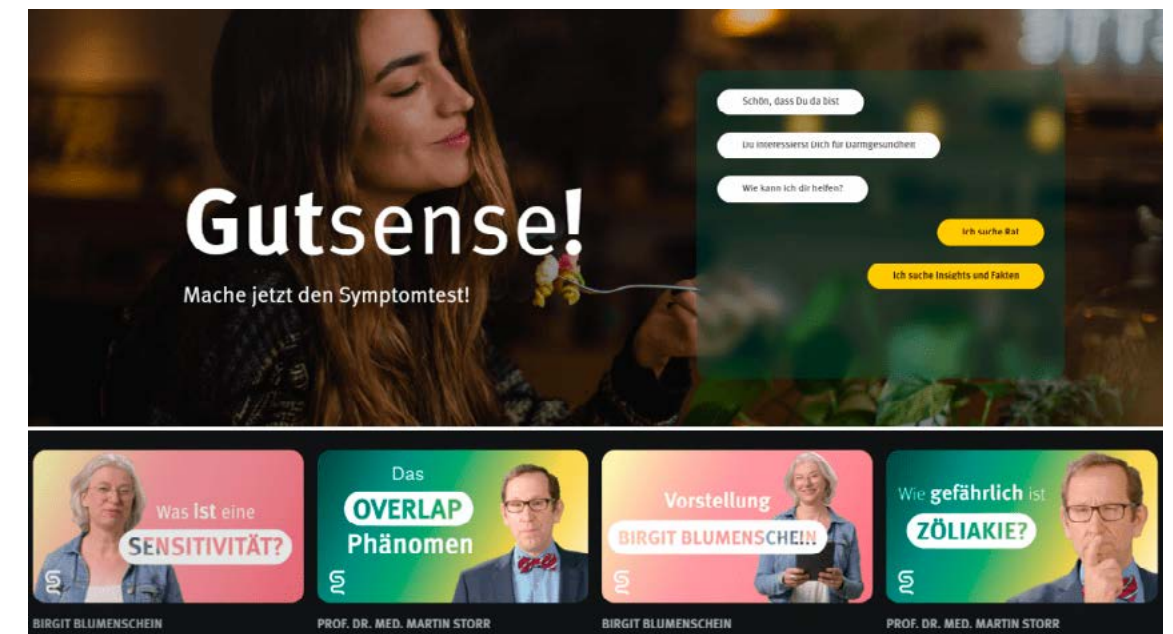 Gutsense!
Mache jetzt den Symptomtest!
Schön, dass Du da bist
Du interessierst Dich für Darmgesundheit
Wie kann ich dir helfen?
Ich suche Rat
Ich suche Insights und Fakten
Was ist eine
SENSITIVITÄT?
BIRGIT BLUMENSCHEIN
Das
OVERLAP
Phänomen
PROF. DR. MED. MARTIN STORR
Vorstellung
BIRGIT BLUMENSCHEIN
BIRGIT BLUMENSCHEIN
Wie gefährlich ist
ZÖLIAKIE?
PROF. DR. MED. MARTIN STORR